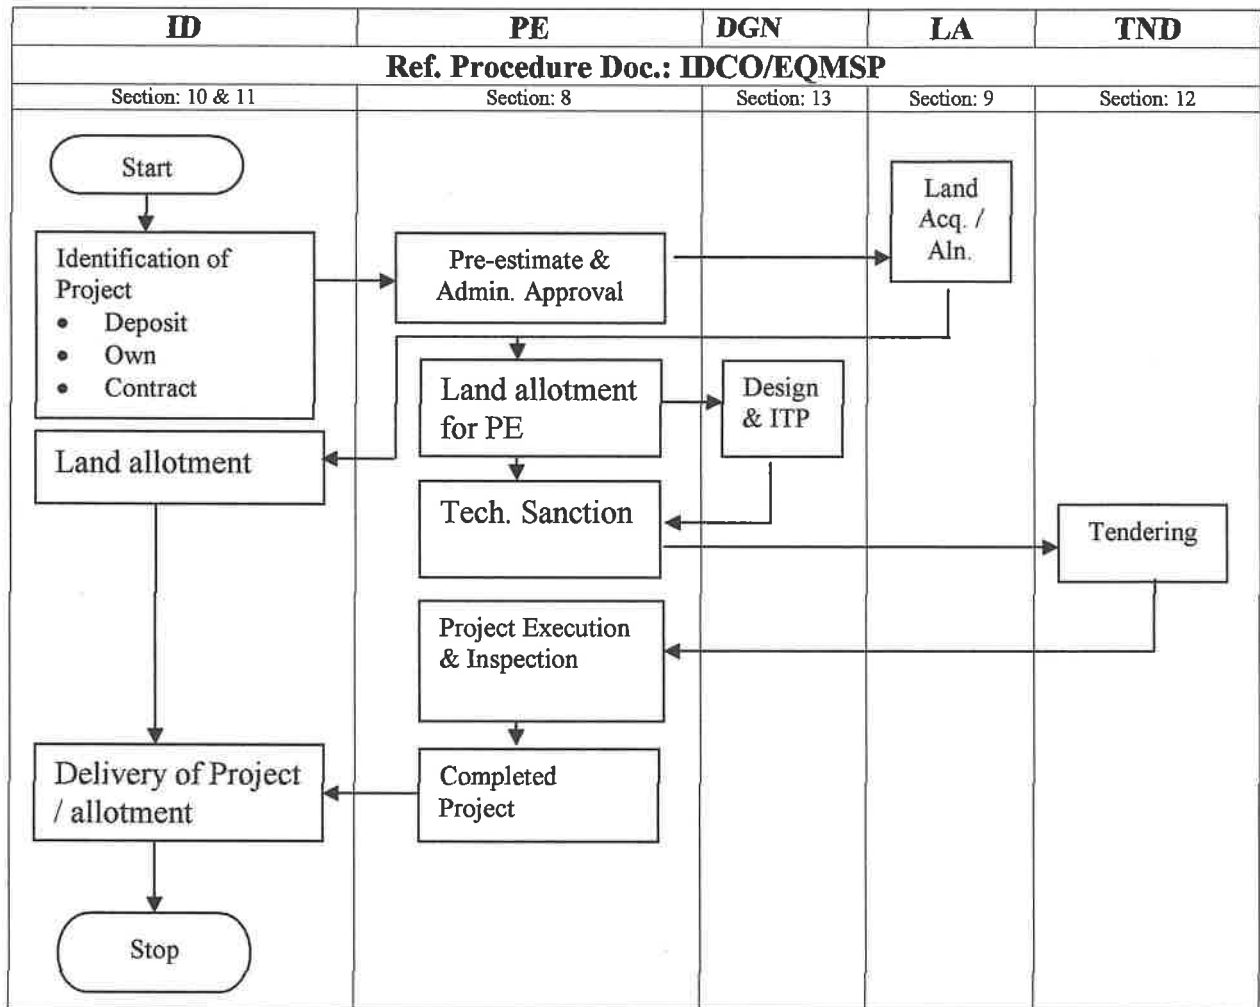 ID PE DGN LA TND
Ref. Procedure Doc.: IDCO/EQMSP
Section: 10 & 11 Section: 8 Section: 13 Section: 9 Section: 12
Start
Land
Acq. /
Aln.
Identification of
Project
• Deposit
• Own
• Contract
Pre-estimate &
Admin. Approval
Land allotment
for PE
Design
& ITP
Land allotment
Tech. Sanction
Tendering
Project Execution
& Inspection
Delivery of Project
/ allotment
Completed
Project
Stop